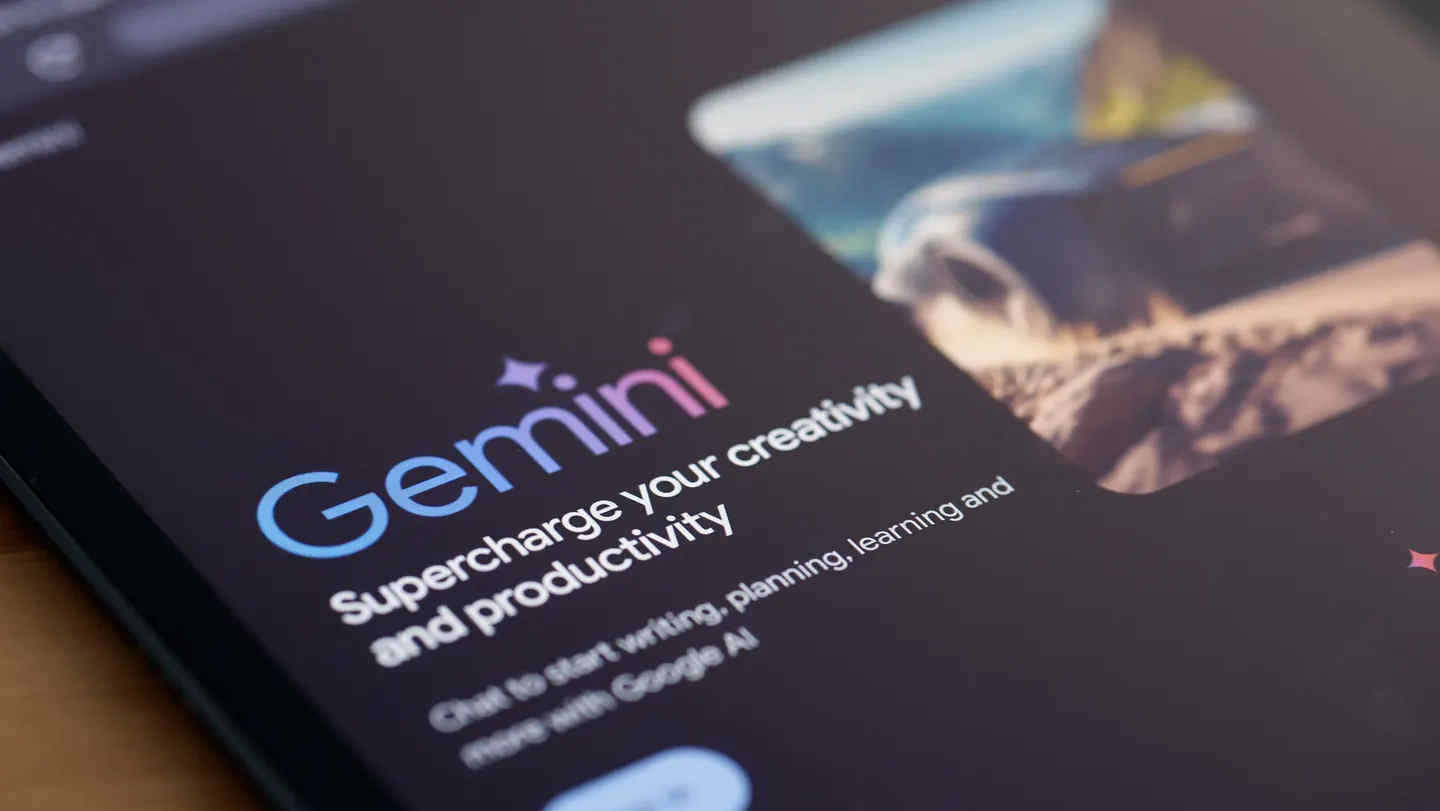 Gemini
Supercharge your creativity
and productivity
Chat to start writing, planning, learning and
more with Google AI